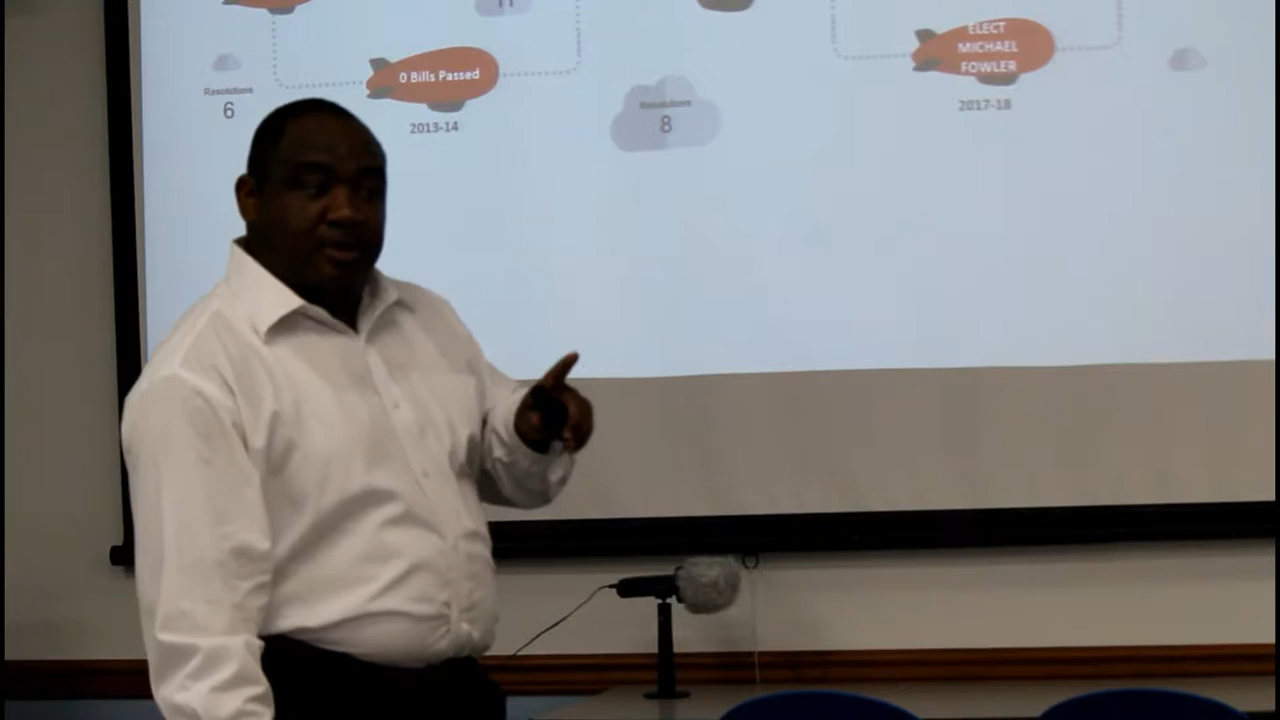 ELECT
MICHAEL
FOWLER
0 Bills Passed
Resolutions
6
Resolutions
8
2017-18
2013-14